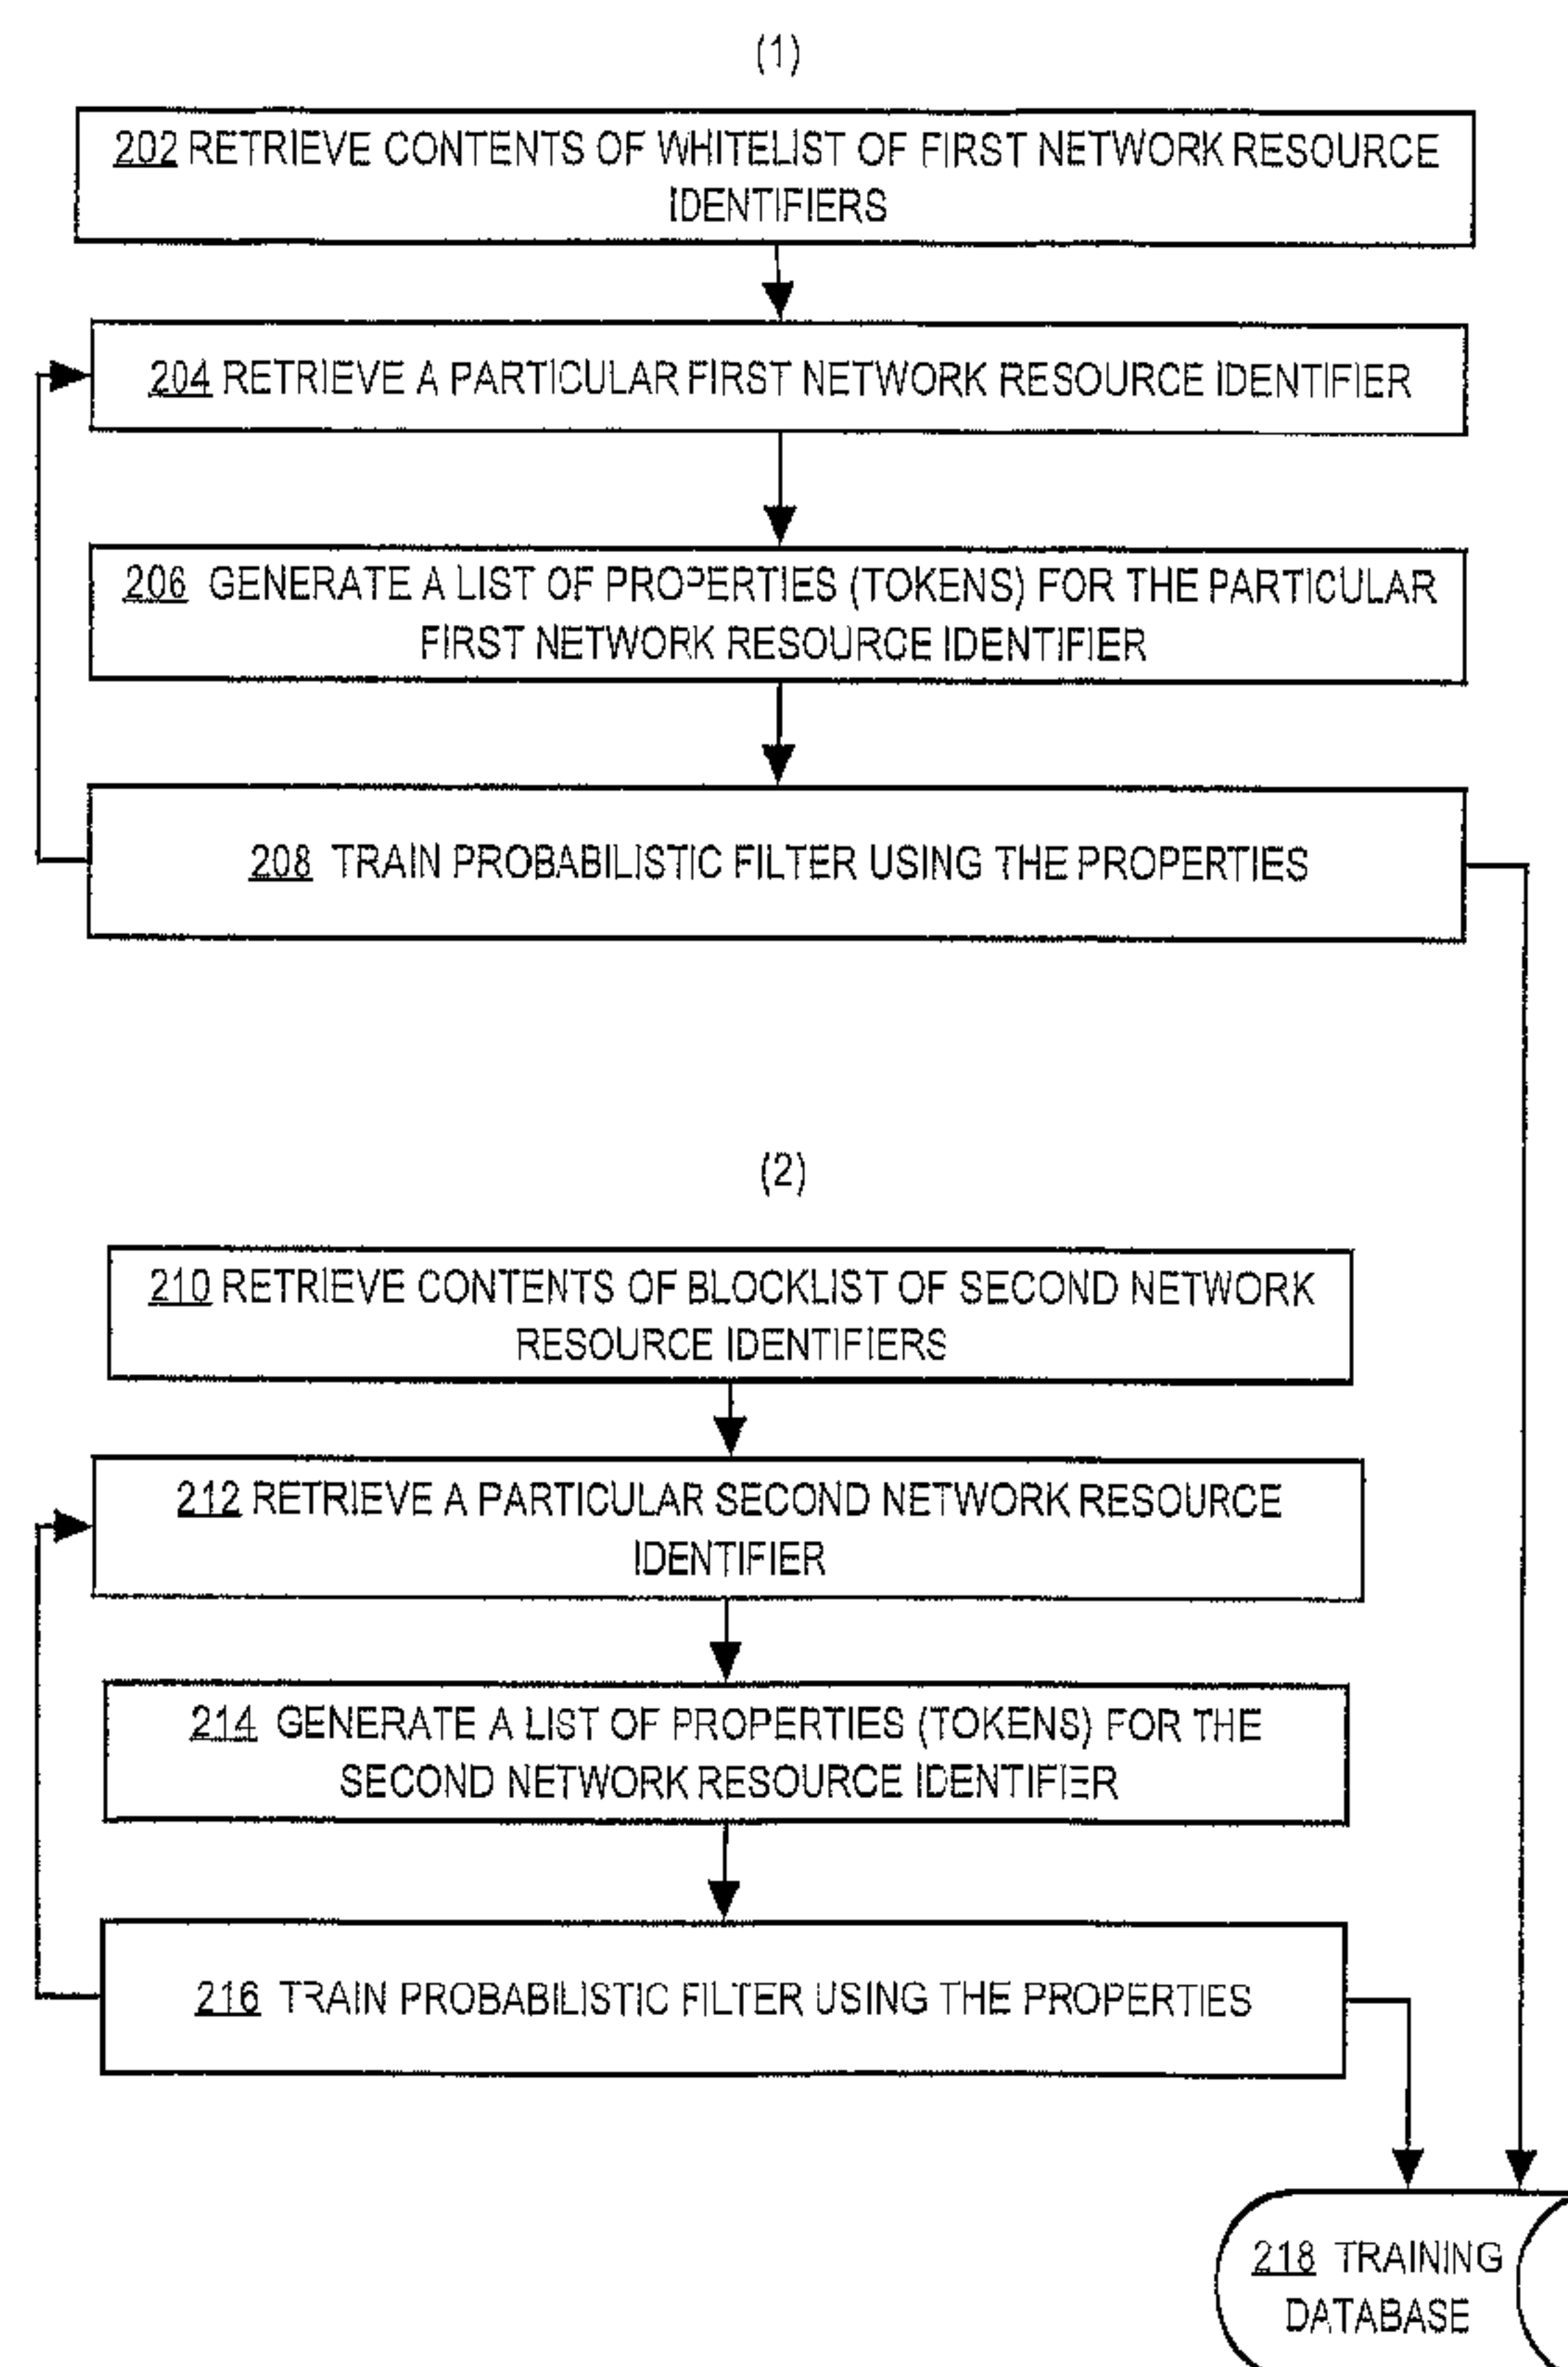 (1)
202 RETRIEVE CONTENTS OF WHITELIST OF FIRST NETWORK RESOURCE
IDENTIFIERS
204 RETRIEVE A PARTICULAR FIRST NETWORK RESOURCE IDENTIFIER
206 GENERATE A LIST OF PROPERTIES (TOKENS) FOR THE PARTICULAR
FIRST NETWORK RESOURCE IDENTIFIER
208 TRAIN PROBABILISTIC FILTER USING THE PROPERTIES
(2)
210 RETRIEVE CONTENTS OF BLOCKLIST OF SECOND NETWORK
RESOURCE IDENTIFIERS
212 RETRIEVE A PARTICULAR SECOND NETWORK RESOURCE
IDENTIFIER
214 GENERATE A LIST OF PROPERTIES (TOKENS) FOR THE
SECOND NETWORK RESOURCE IDENTIFIER
216 TRAIN PROBABILISTIC FILTER USING THE PROPERTIES
218 TRAINING
DATABASE